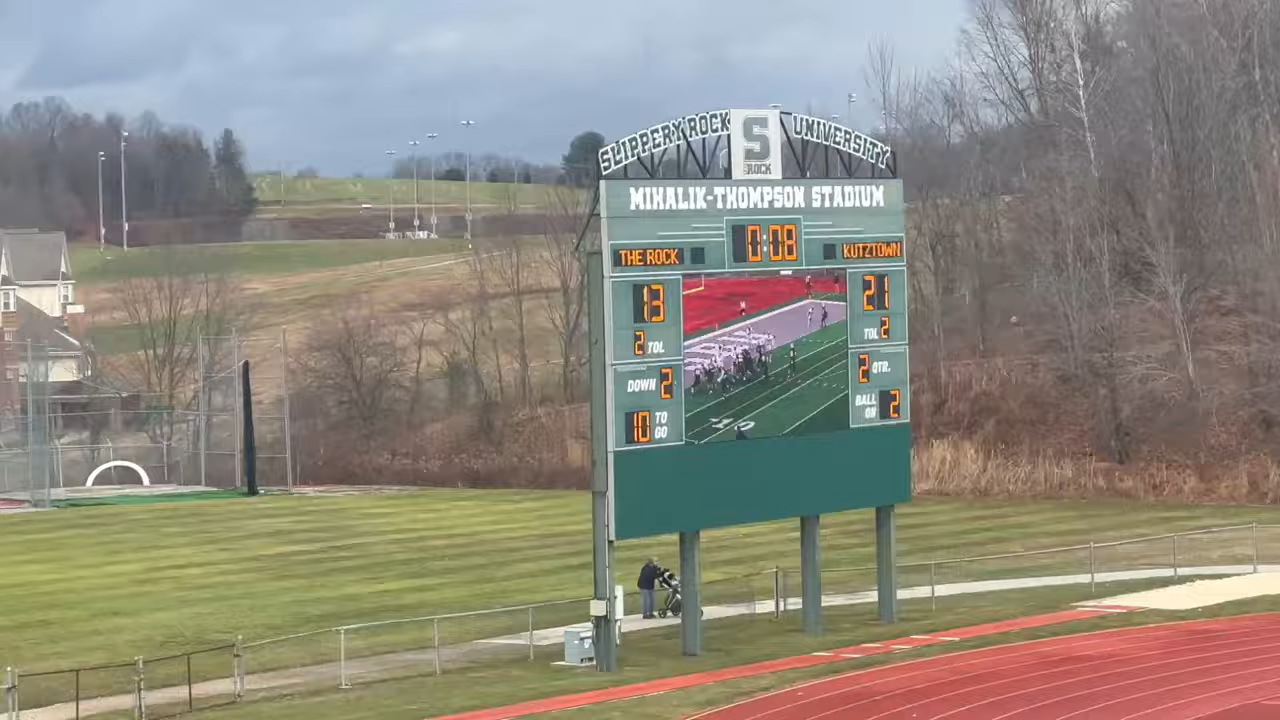 SLIPPERY ROCK
S
ROCK
UNIVERSITY
MIHALIK-THOMPSON STADIUM
0:08
THE ROCK
KUTZTOWN
13
21
2 TOL
TOL 2
DOWN 2
2 QTR.
10 TO GO
BALL ON 2
10